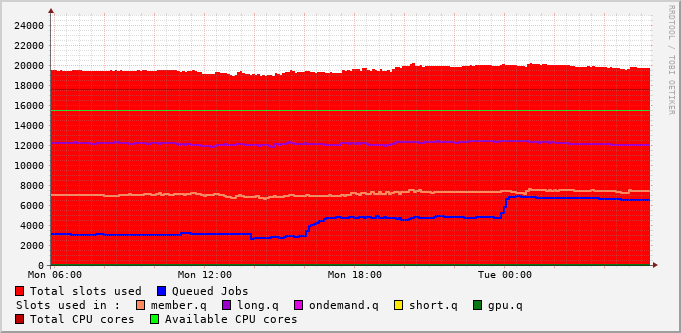 RRDTOOL / TOBI OETIKER
24000
22000
20000
18000
16000
14000
12000
10000
8000
6000
4000
2000
0
Mon 06:00 Mon 12:00 Mon 18:00 Tue 00:00
Total slots used Queued Jobs
Slots used in : member.q long.q ondemand.q short.q gpu.q
Total CPU cores Available CPU cores